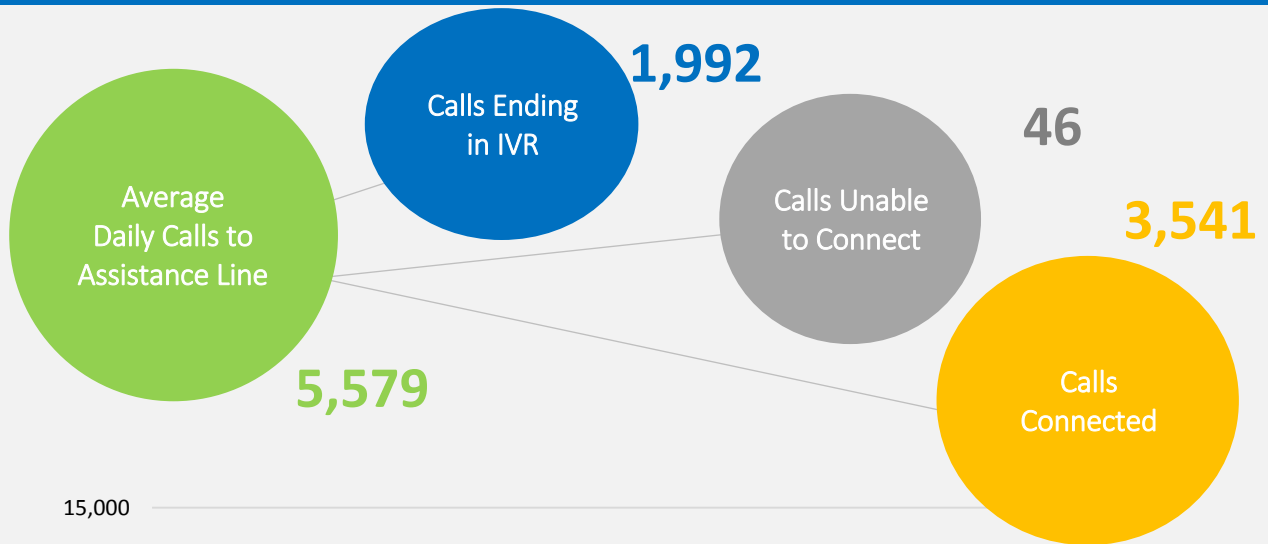 Average
Daily Calls to
Assistance Line
5,579
Calls Ending
in IVR
1,992
Calls Unable
to Connect
46
Calls
Connected
3,541
15,000